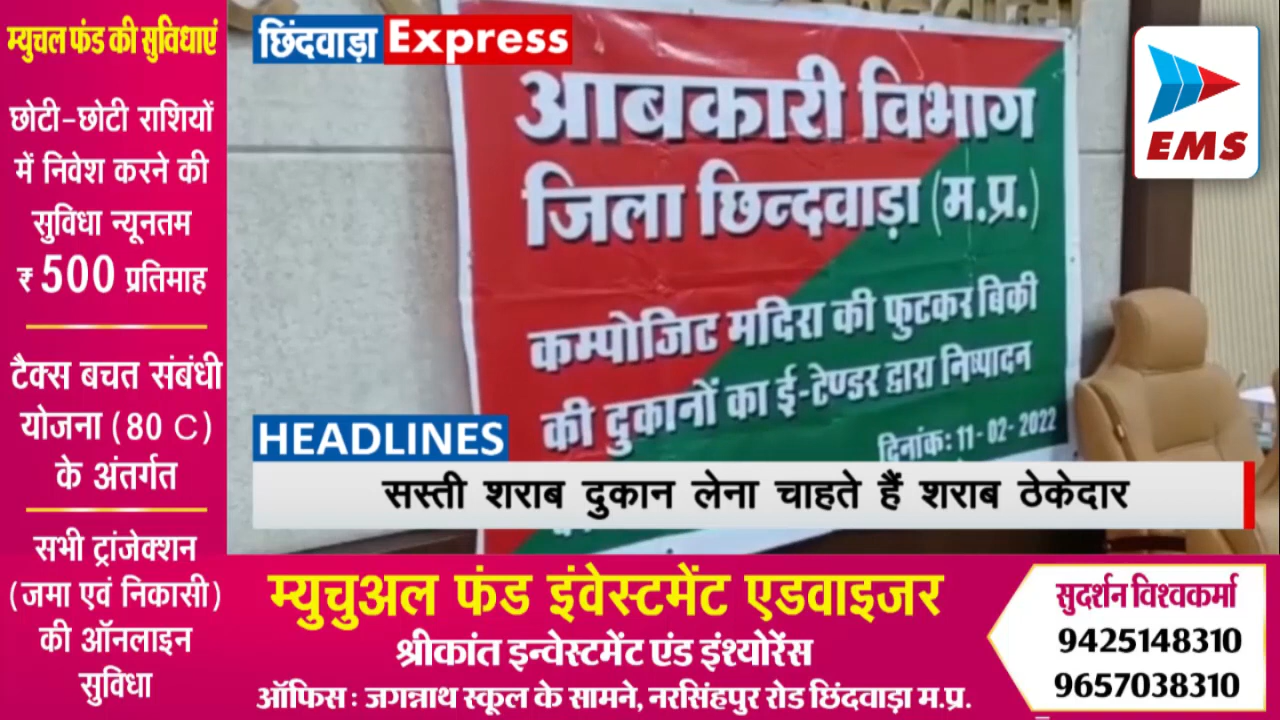 म्युचल फंड की सुविधाएं
छोटी-छोटी राशियों
में निवेश करने की
सुविधा न्यूनतम
₹ 500 प्रतिमाह
टैक्स बचत संबंधी
योजना (80 C)
के अंतर्गत
सभी ट्रांजेक्शन
(जमा एवं निकासी)
की ऑनलाइन
सुविधा
छिंदवाड़ा Express
EMS
आबकारी विभाग
जिला छिन्दवाड़ा (म.प्र.)
कम्पोजिट मदिरा की फुटकर बिक्री
की दुकानों का ई-टेण्डर द्वारा निष्पादन
दिनांक: 11-02-2022
HEADLINES
सस्ती शराब दुकान लेना चाहते हैं शराब ठेकेदार
म्युचुअल फंड इंवेस्टमेंट एडवाइजर
श्रीकांत इन्वेस्टमेंट एंड इंश्योरेंस
ऑफिस : जगन्नाथ स्कूल के सामने, नरसिंहपुर रोड छिंदवाड़ा म.प्र.
सुदर्शन विश्वकर्मा
9425148310
9657038310